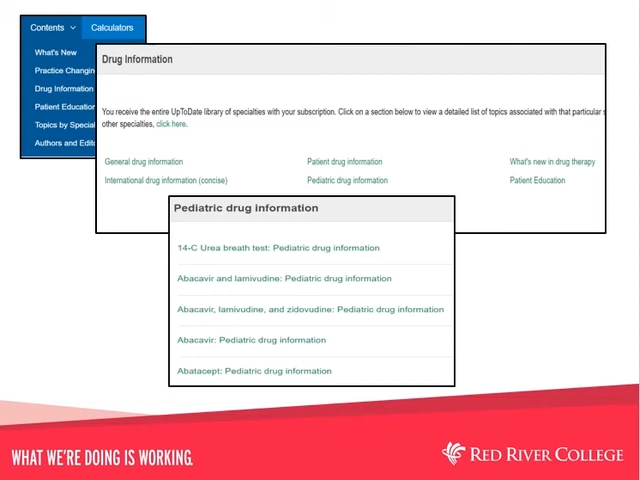 Contents Calculators
What's New
Practice Changin
Drug Information
Patient Education
Topics by Special
Authors and Edito
Drug Information
You receive the entire UpToDate library of specialties with your subscription. Click on a section below to view a detailed list of topics associated with that particular s
other specialties, click here.
General drug information Patient drug information What's new in drug therapy
International drug information (concise) Pediatric drug information Patient Education
Pediatric drug information
14-C Urea breath test: Pediatric drug information
Abacavir and lamivudine: Pediatric drug information
Abacavir, lamivudine, and zidovudine: Pediatric drug information
Abacavir: Pediatric drug information
Abatacept: Pediatric drug information
WHAT WE'RE DOING IS WORKING.
RED RIVER COLLEGE